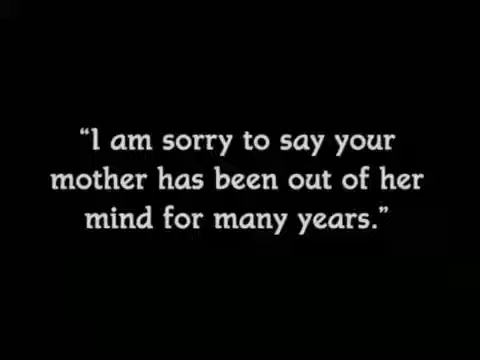 “I am sorry to say your
mother has been out of her
mind for many years.”